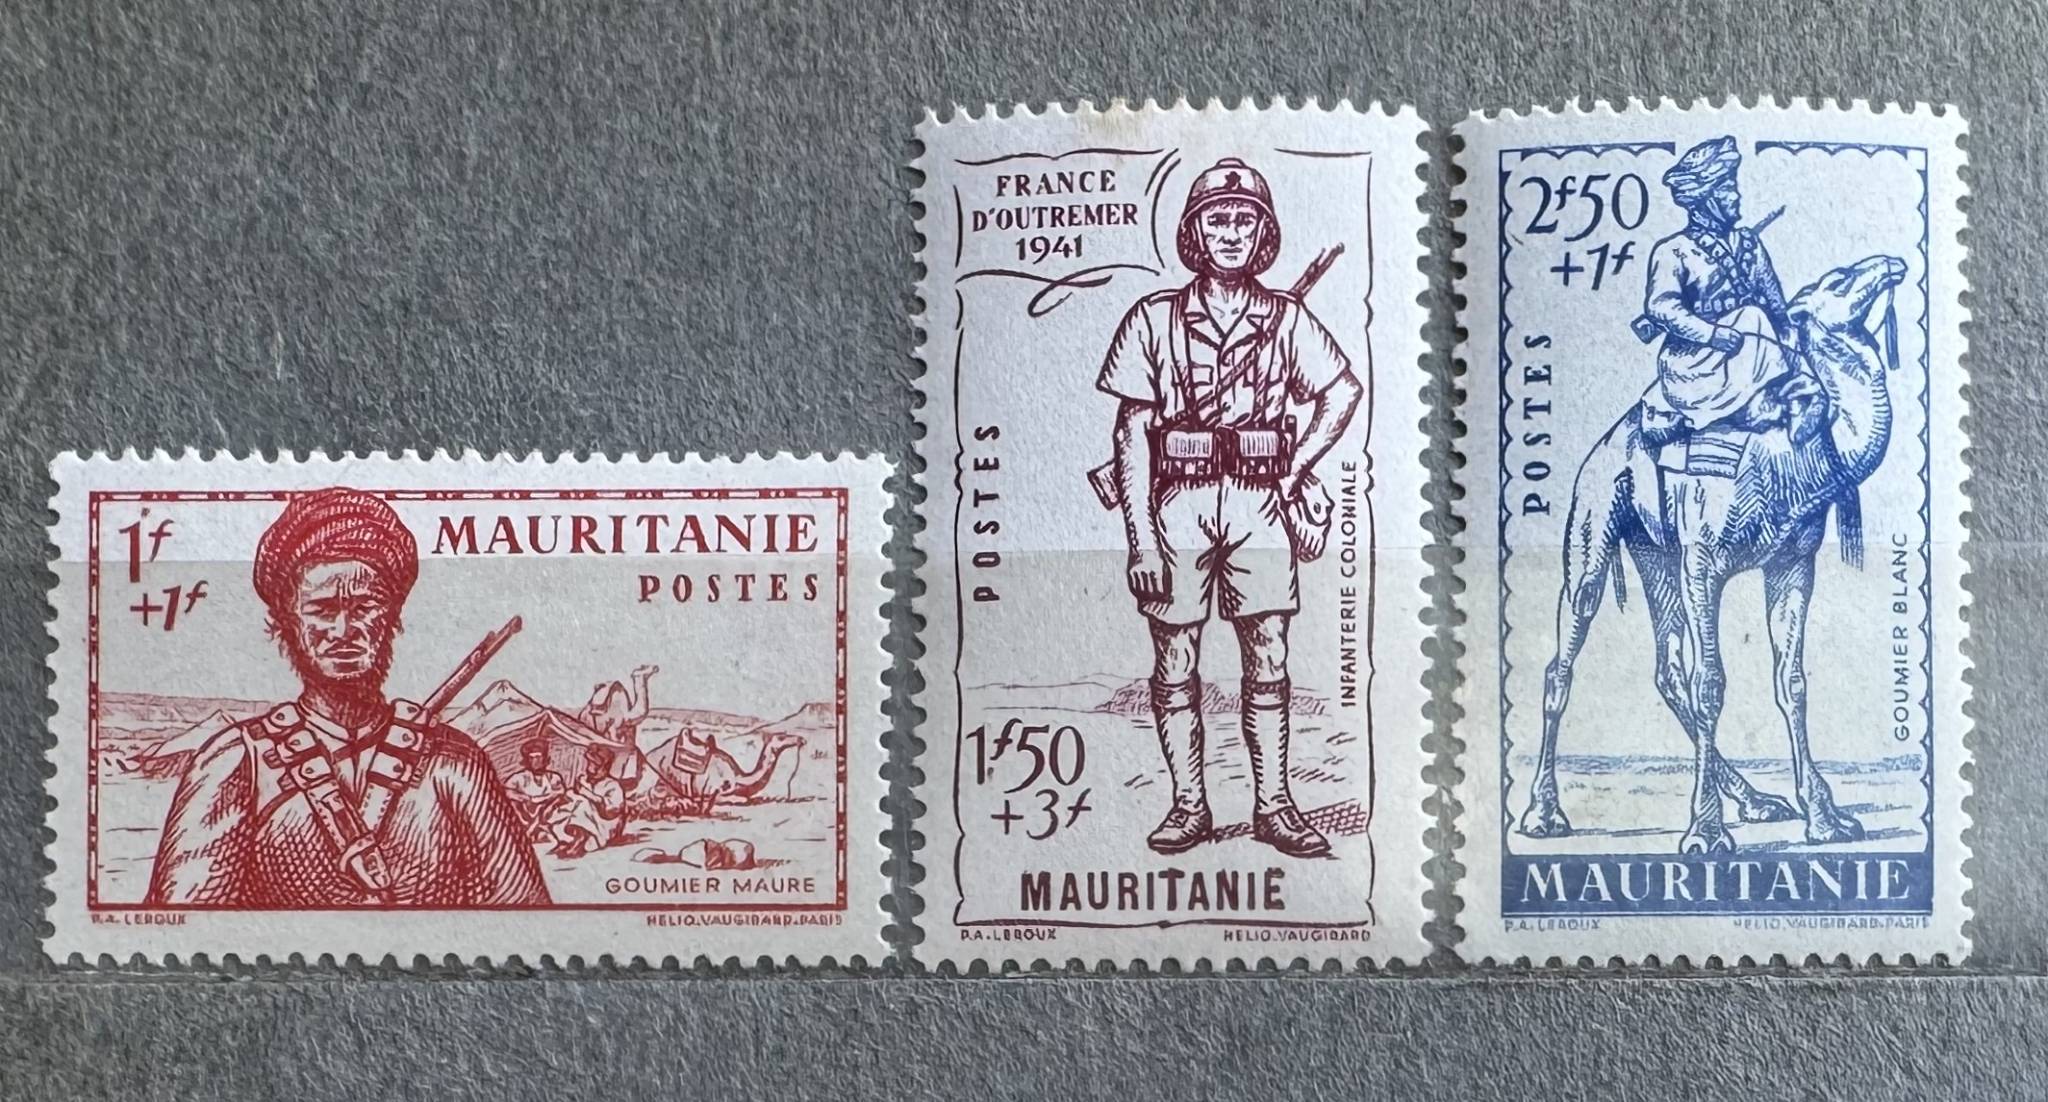 1f
+1f
MAURITANIE
POSTES
GOUMIER MAURE
P.A. LEROUX
HELIO.VAUGIRARD.PARIS
FRANCE
D'OUTREMER
1941
POSTES
INFANTERIE COLONIALE
1f50
+3f
MAURITANIE
P.A.LEROUX
HELIO.VAUGIRARD
2f50
+1f
POSTES
GOUMIER BLANC
MAURITANIE
P.A. LEROUX
HELIO.VAUGIRARD.PARIS